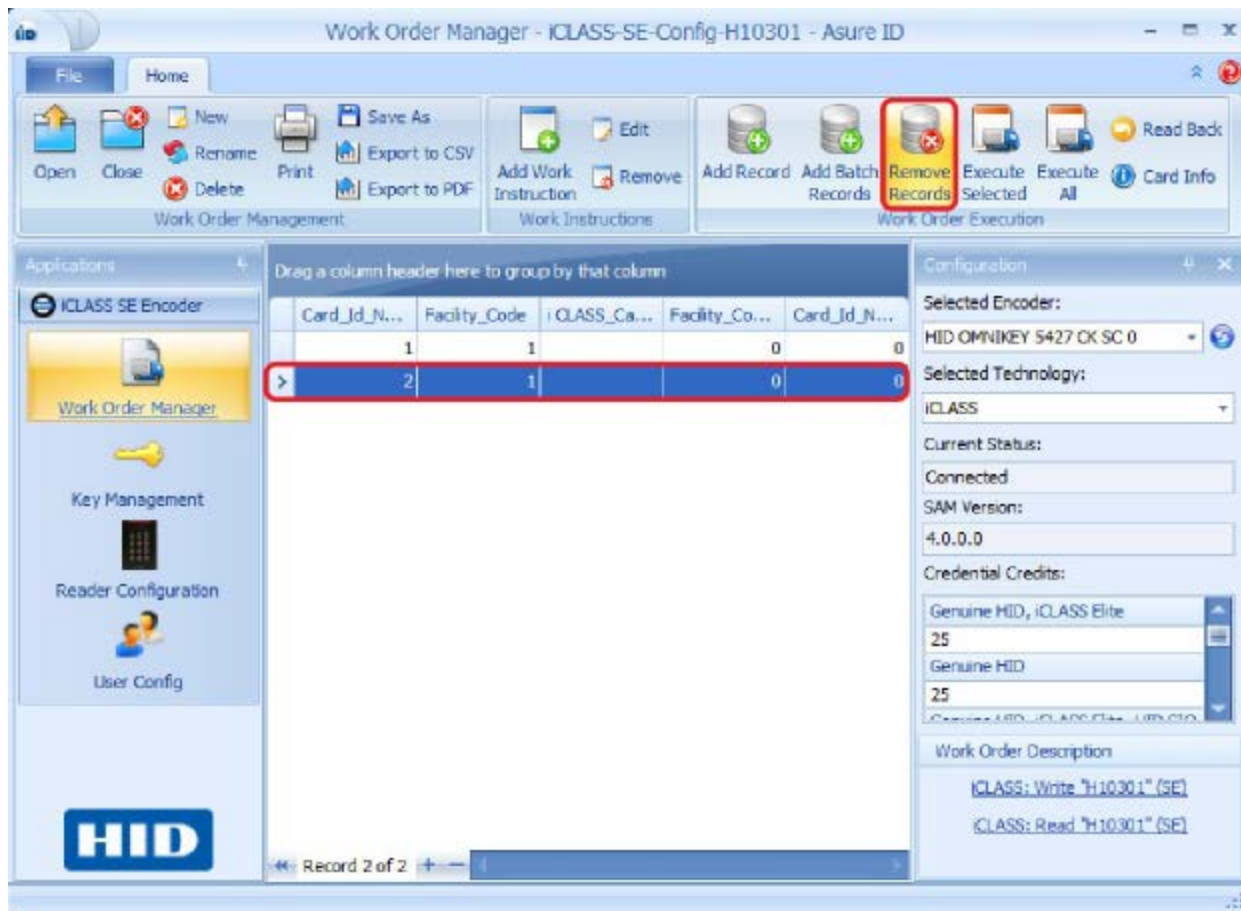 Work Order Manager - iCLASS-SE-Config-H10301 - Asure ID
File Home
Open Close New Rename Delete Print Save As Export to CSV Export to PDF
Work Order Management
Add Work Instruction Edit Remove
Work Instructions
Add Record Add Batch Records Remove Records Execute Selected Execute All Read Back Card Info
Work Order Execution
Applications
iCLASS SE Encoder
Work Order Manager
Key Management
Reader Configuration
User Config
HID
Drag a column header here to group by that column
Card_Id_N... Facility_Code iCLASS_Ca... Facility_Co... Card_Id_N...
1 1 0 0
> 2 1 0 0
Record 2 of 2
Configuration
Selected Encoder:
HID OMNIKEY 5427 CK SC 0
Selected Technology:
iCLASS
Current Status:
Connected
SAM Version:
4.0.0.0
Credential Credits:
Genuine HID, iCLASS Elite
25
Genuine HID
25
Genuine HID, iCLASS Elite, HID SIO
Work Order Description
iCLASS: Write "H10301" (SE)
iCLASS: Read "H10301" (SE)